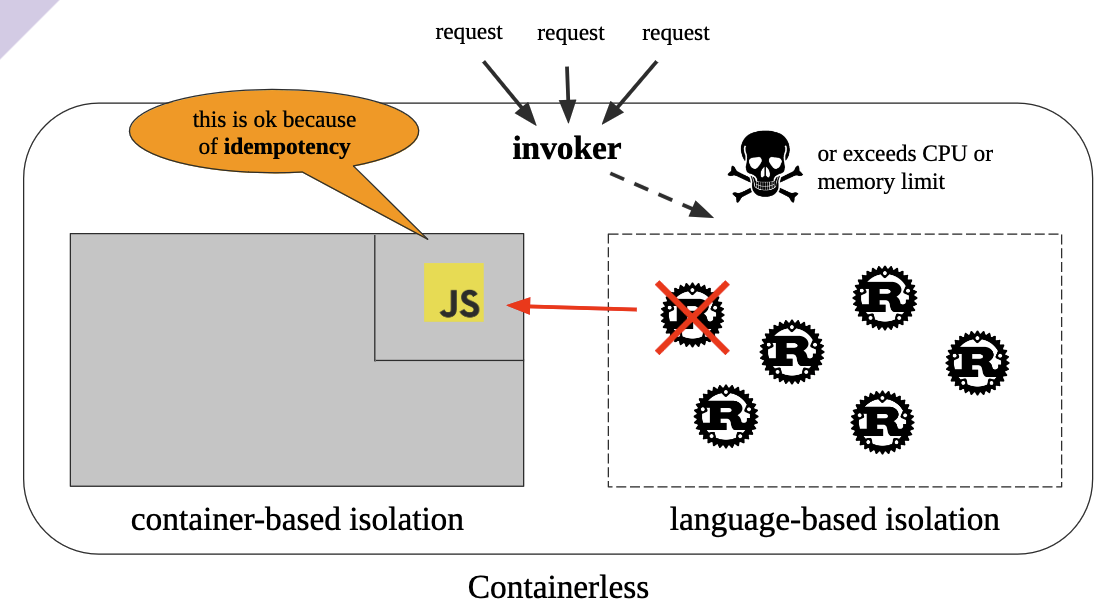 request request request
this is ok because
of idempotency
invoker
or exceeds CPU or
memory limit
JS
R
R
R
R
R
R
container-based isolation
language-based isolation
Containerless